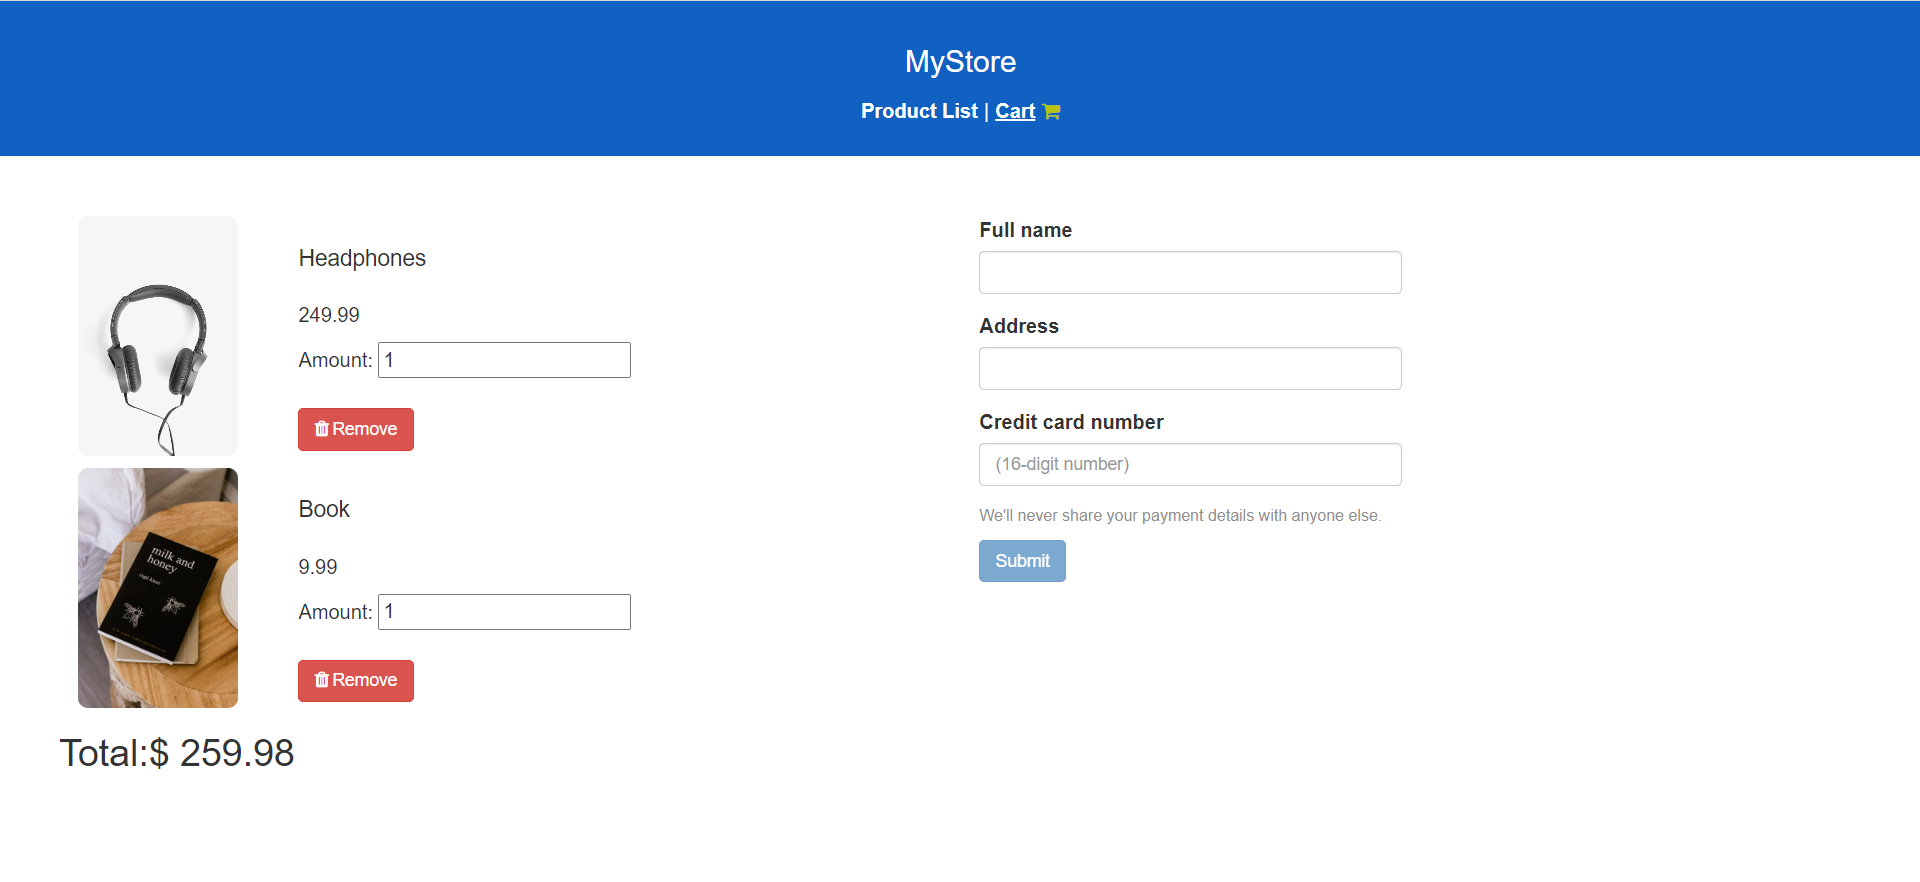 MyStore
Product List | Cart
Headphones
249.99
Amount: 1
Remove
milk and
honey
rupi kaur
Book
9.99
Amount: 1
Remove
Total:$ 259.98
Full name
Address
Credit card number
(16-digit number)
We'll never share your payment details with anyone else.
Submit